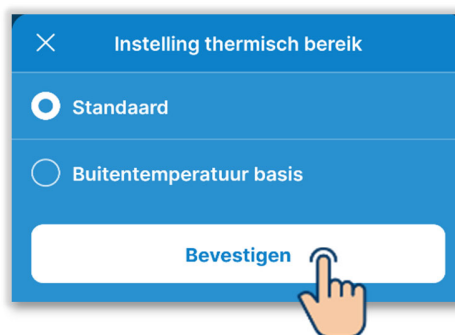 Instelling thermisch bereik
Standaard
Buitentemperatuur basis
Bevestigen